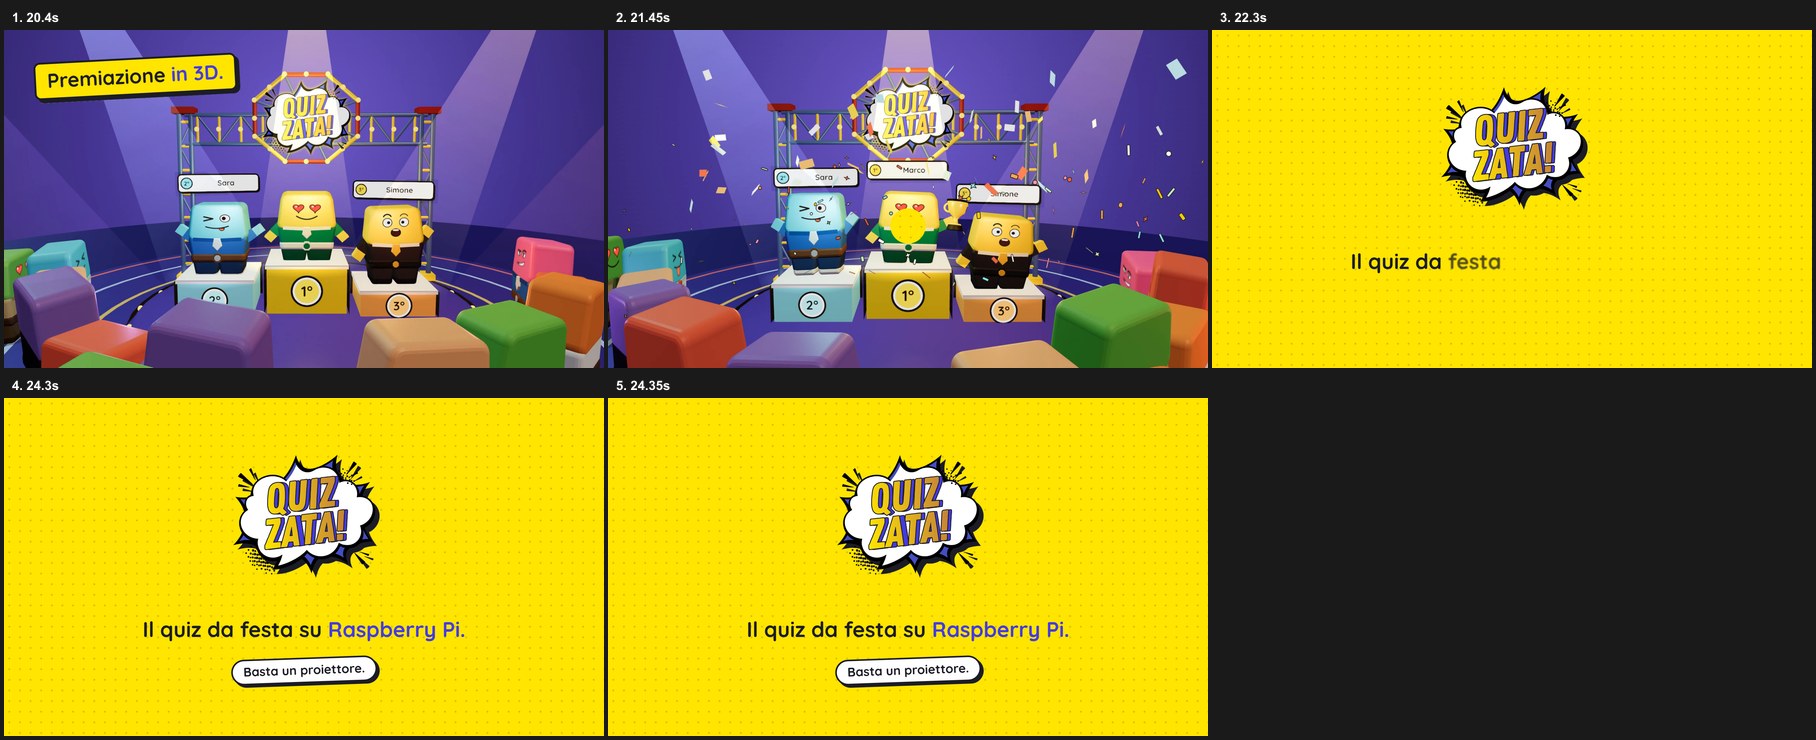 1. 20.4s
Premiazione in 3D.
QUIZ
ZATA!
Sara
Simone
2°
1°
3°
2. 21.45s
QUIZ
ZATA!
Marco
Sara
Simone
1°
2°
3°
3. 22.3s
QUIZ
ZATA!
Il quiz da festa
4. 24.3s
QUIZ
ZATA!
Il quiz da festa su Raspberry Pi.
Basta un proiettore.
5. 24.35s
QUIZ
ZATA!
Il quiz da festa su Raspberry Pi.
Basta un proiettore.